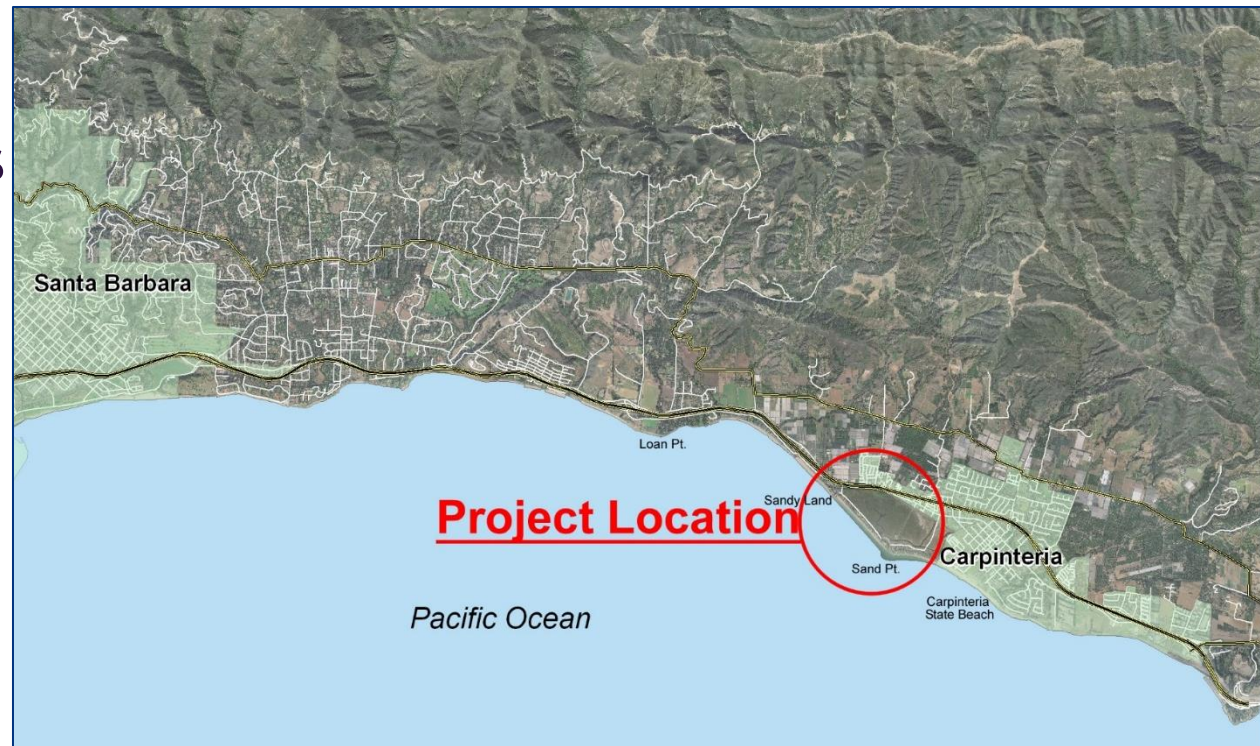 s
Santa Barbara
Loan Pt.
Sandy Land
Project Location
Sand Pt.
Carpinteria
Carpinteria
State Beach
Pacific Ocean